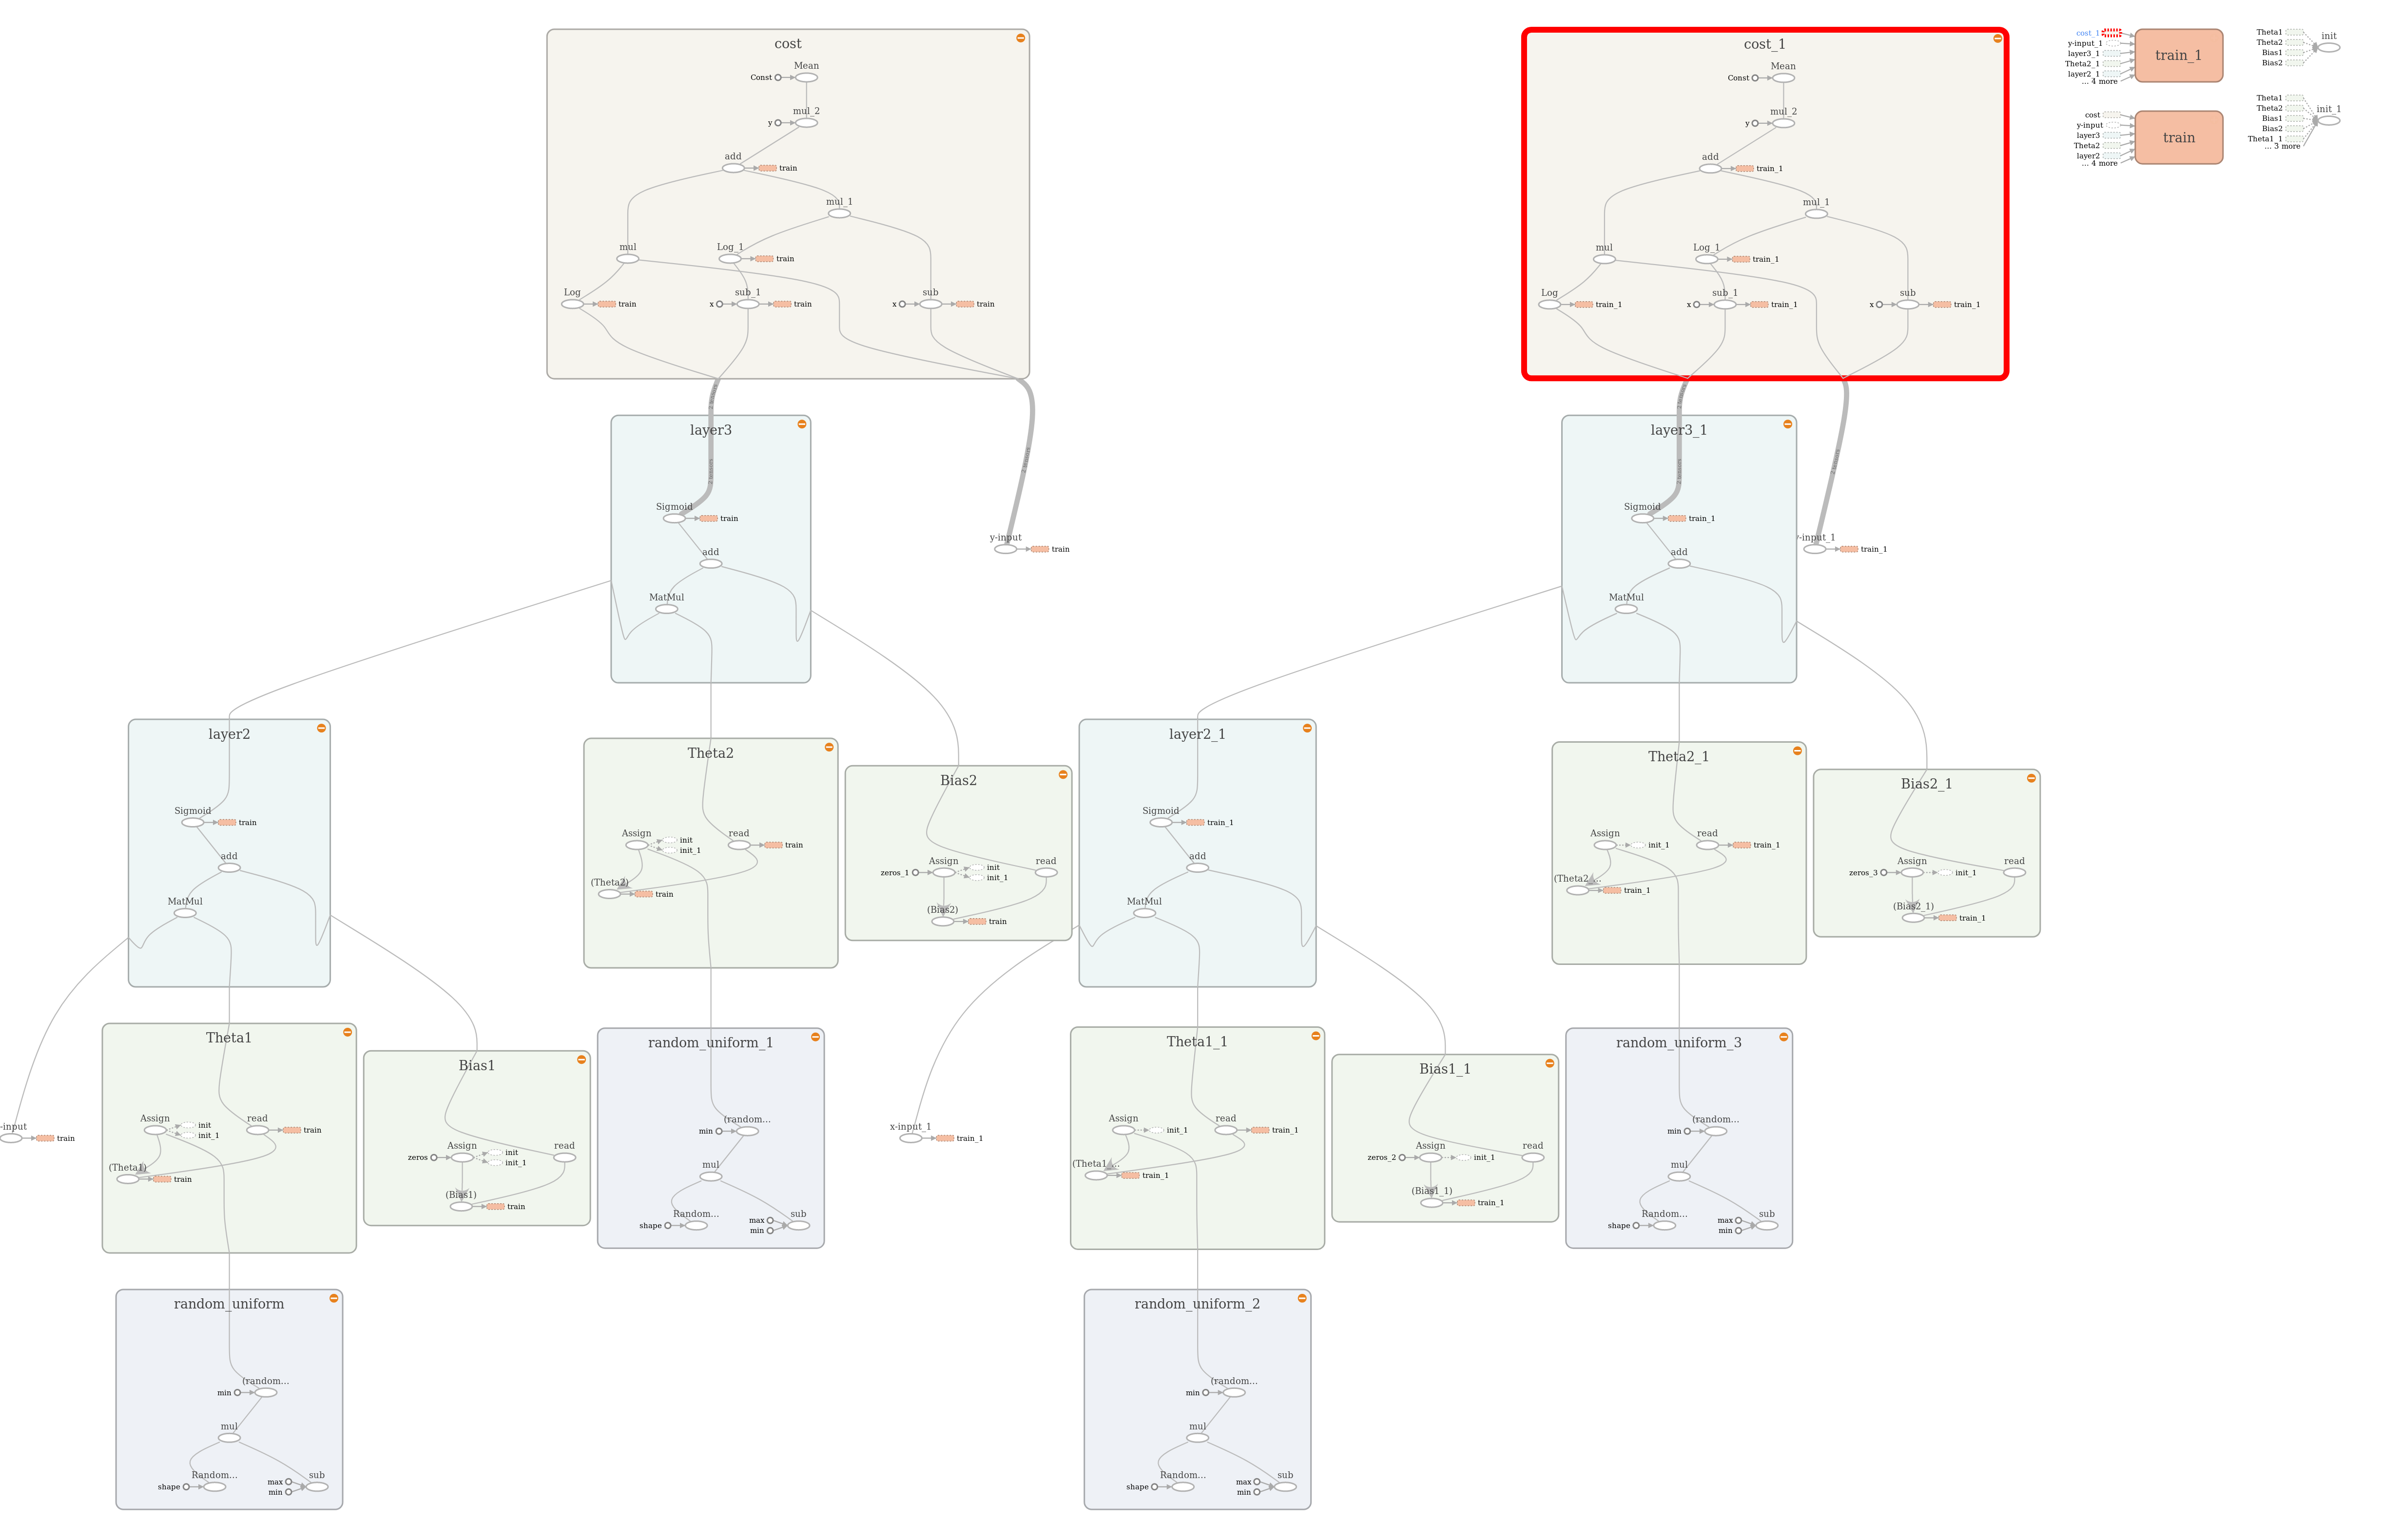 cost
Mean
Const
mul_2
y
add
train
mul_1
mul
Log_1
train
Log
train
sub_1
x
train
sub
x
train
cost_1
Mean
Const
mul_2
y
add
train_1
mul_1
mul
Log_1
train_1
Log
train_1
sub_1
x
train_1
sub
x
train_1
cost_1
y-input_1
layer3_1
Theta2_1
layer2_1
... 4 more
train_1
cost
y-input
layer3
Theta2
layer2
... 4 more
train
Theta1
Theta2
Bias1
Bias2
init
Theta1
Theta2
Bias1
Bias2
Theta1_1
... 3 more
init_1
layer3
Sigmoid
train
add
MatMul
y-input
train
layer3_1
Sigmoid
train_1
add
MatMul
y-input_1
train_1
layer2
Sigmoid
train
add
MatMul
Theta2
Assign
init
init_1
read
train
(Theta2)
train
Bias2
Assign
zeros_1
init
init_1
read
(Bias2)
train
layer2_1
Sigmoid
train_1
add
MatMul
Theta2_1
Assign
init_1
read
train_1
(Theta2_...
train_1
Bias2_1
Assign
zeros_3
init_1
read
(Bias2_1)
train_1
-input
train
Theta1
Assign
init
init_1
read
train
(Theta1)
train
Bias1
Assign
zeros
init
init_1
read
(Bias1)
train
random_uniform_1
(random...
min
mul
Random...
shape
sub
max
min
x-input_1
train_1
Theta1_1
Assign
init_1
read
train_1
(Theta1_...
train_1
Bias1_1
Assign
zeros_2
init_1
read
(Bias1_1)
train_1
random_uniform_3
(random...
min
mul
Random...
shape
sub
max
min
random_uniform
(random...
min
mul
Random...
shape
sub
max
min
random_uniform_2
(random...
min
mul
Random...
shape
sub
max
min